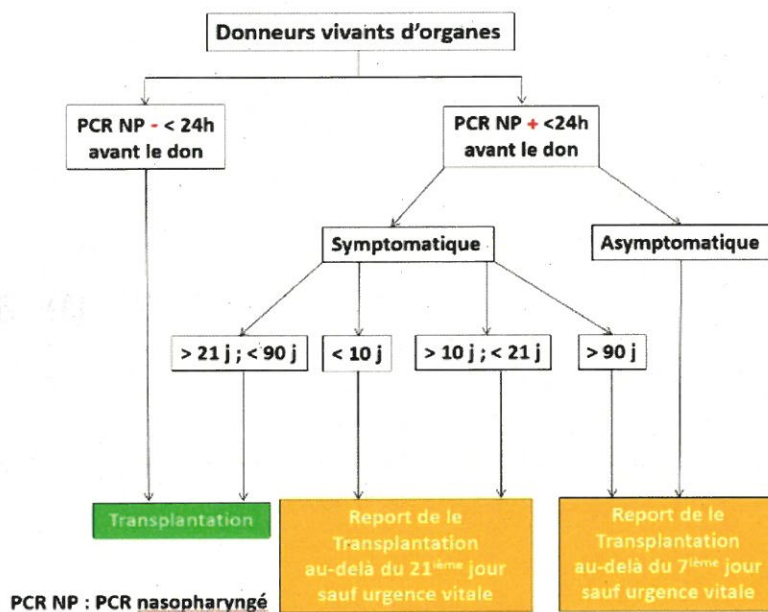 Donneurs vivants d'organes
PCR NP - < 24h
avant le don
PCR NP + <24h
avant le don
Symptomatique
Asymptomatique
> 21 j ; < 90 j
< 10 j
> 10 j ; < 21 j
> 90 j
Transplantation
Report de le
Transplantation
au-delà du 21ième jour
sauf urgence vitale
Report de le
Transplantation
au-delà du 7ième jour
sauf urgence vitale
PCR NP : PCR nasopharyngé